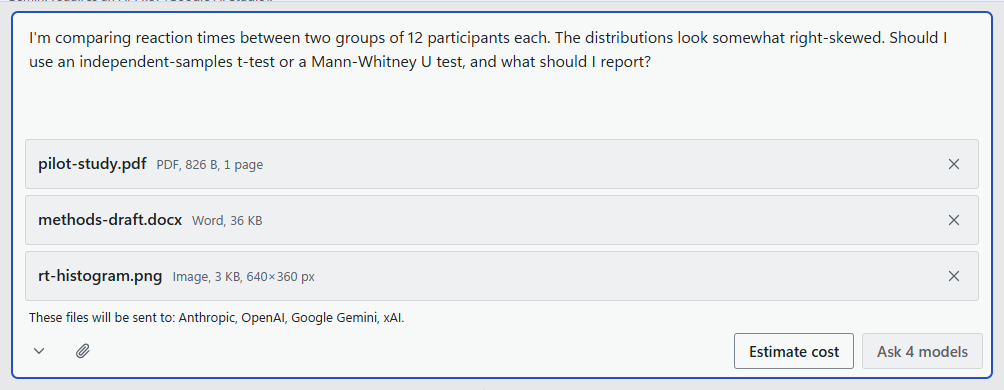 I'm comparing reaction times between two groups of 12 participants each. The distributions look somewhat right-skewed. Should I
use an independent-samples t-test or a Mann-Whitney U test, and what should I report?
pilot-study.pdf PDF, 826 B, 1 page
methods-draft.docx Word, 36 KB
rt-histogram.png Image, 3 KB, 640×360 px
These files will be sent to: Anthropic, OpenAI, Google Gemini, xAI.
Estimate cost Ask 4 models